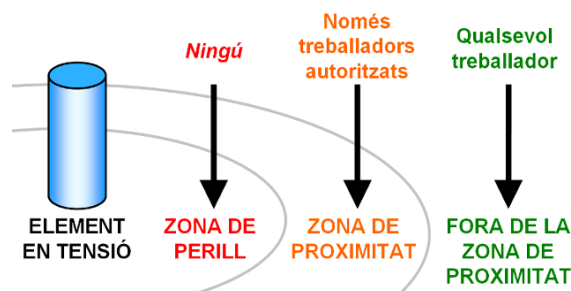 Ningú
Només
treballadors
autoritzats
Qualsevol
treballador
ELEMENT
EN TENSIÓ
ZONA DE
PERILL
ZONA DE
PROXIMITAT
FORA DE LA
ZONA DE
PROXIMITAT